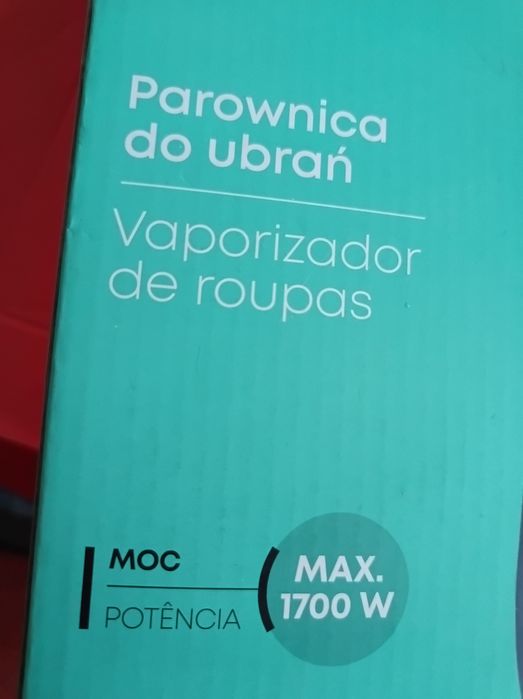 Parownica
do ubrań
Vaporizador
de roupas
MOC
POTÊNCIA
MAX.
1700 W